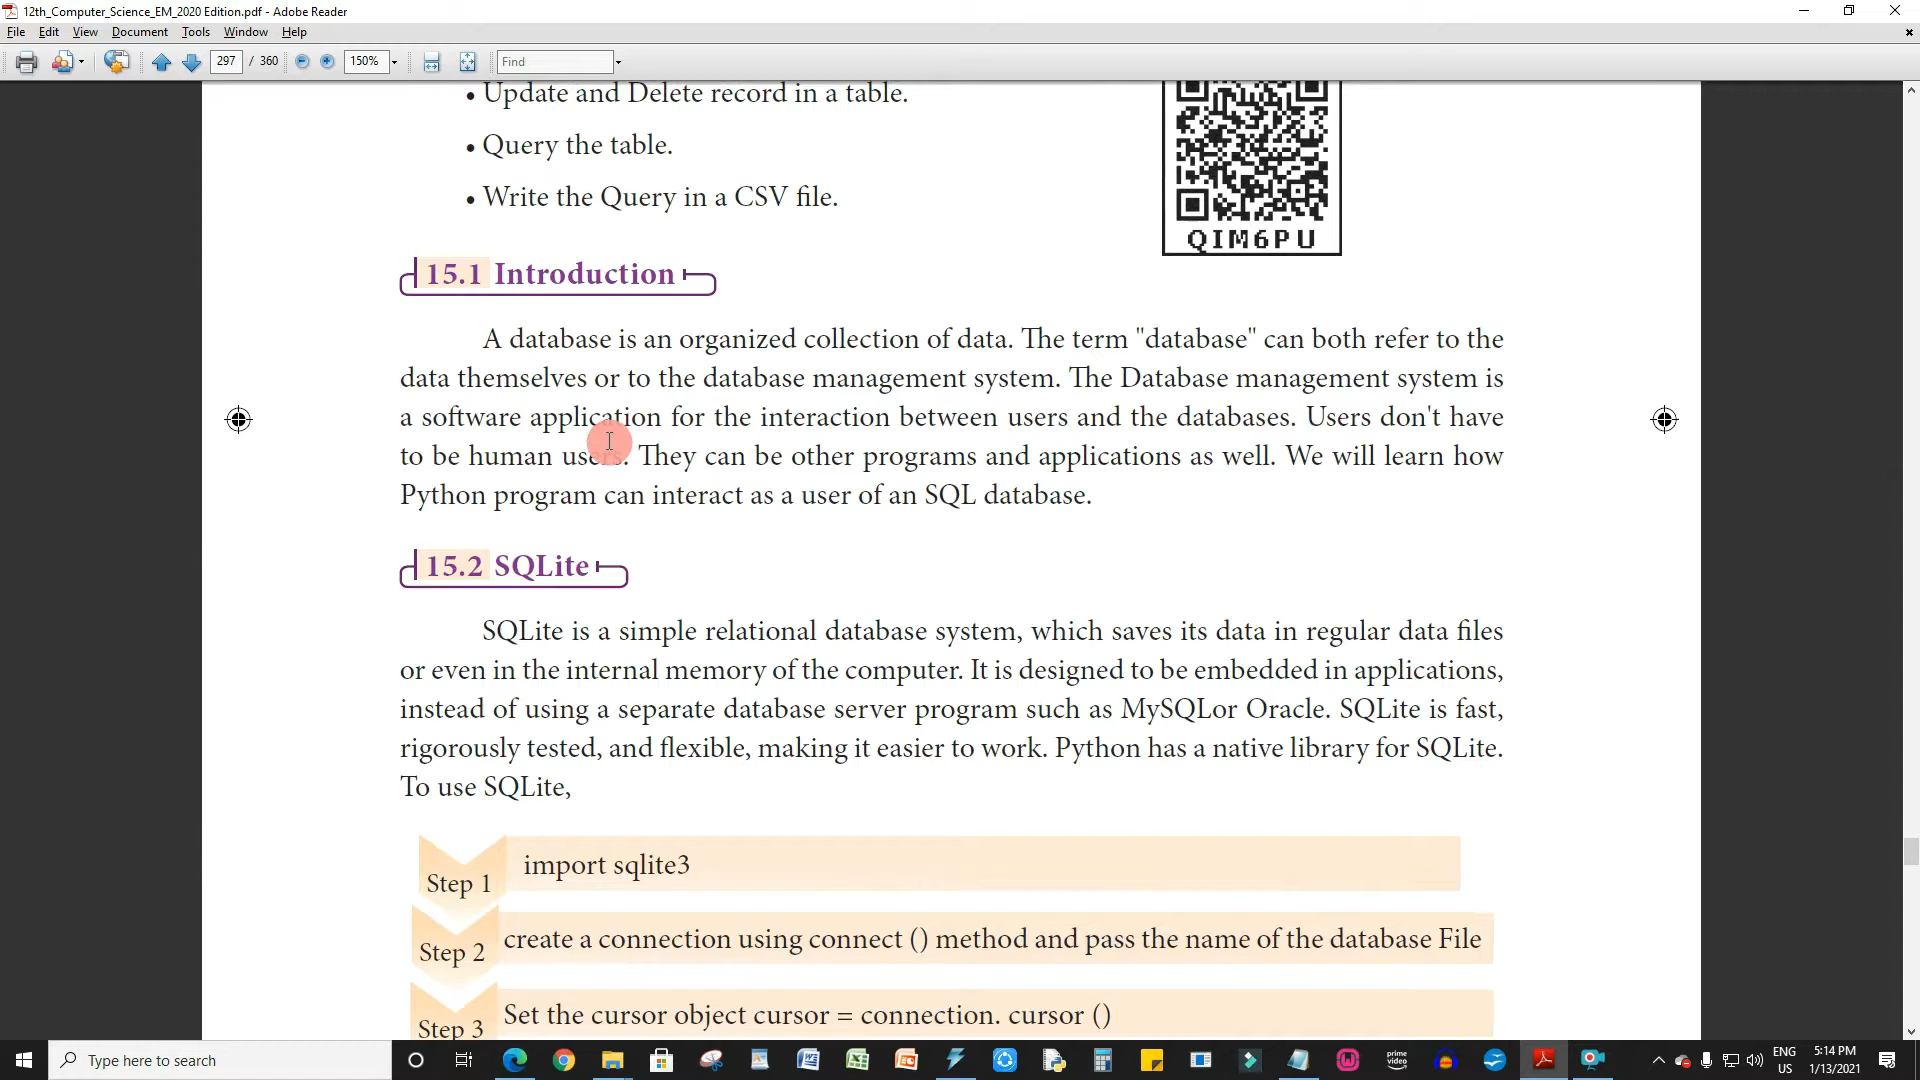 12th_Computer_Science_EM_2020 Edition.pdf - Adobe Reader
File Edit View Document Tools Window Help
297 / 360 150% Find
• Update and Delete record in a table.
• Query the table.
• Write the Query in a CSV file.
QIM6PU
15.1 Introduction
A database is an organized collection of data. The term "database" can both refer to the
data themselves or to the database management system. The Database management system is
a software application for the interaction between users and the databases. Users don't have
to be human users. They can be other programs and applications as well. We will learn how
Python program can interact as a user of an SQL database.
15.2 SQLite
SQLite is a simple relational database system, which saves its data in regular data files
or even in the internal memory of the computer. It is designed to be embedded in applications,
instead of using a separate database server program such as MySQLor Oracle. SQLite is fast,
rigorously tested, and flexible, making it easier to work. Python has a native library for SQLite.
To use SQLite,
Step 1 import sqlite3
Step 2 create a connection using connect () method and pass the name of the database File
Step 3 Set the cursor object cursor = connection. cursor ()
Type here to search
prime video
ENG US
5:14 PM
1/13/2021